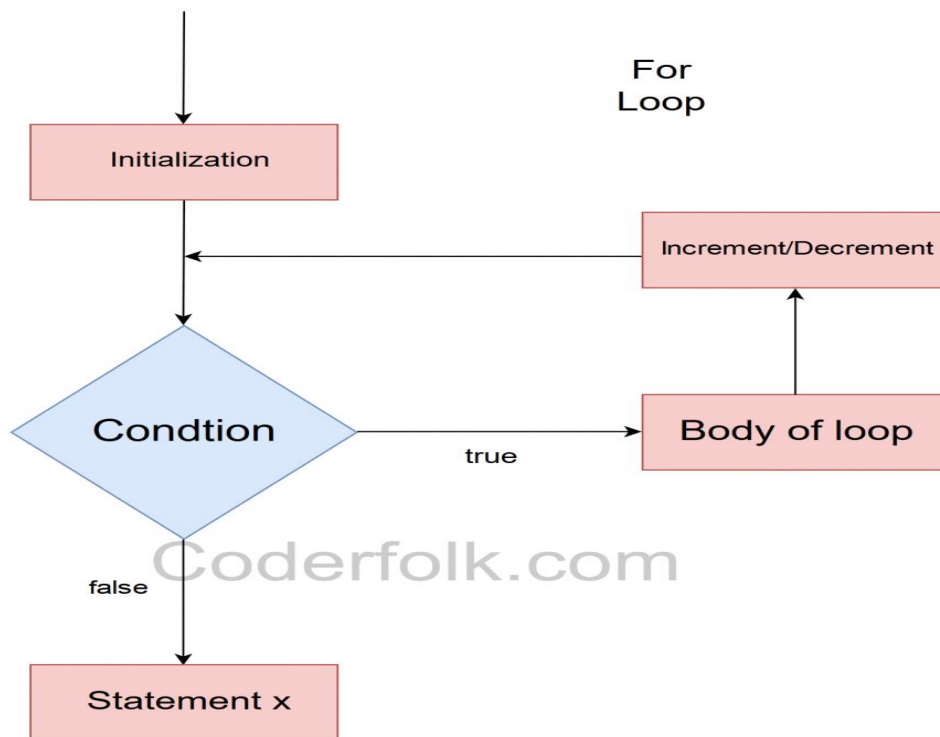 For
Loop
Initialization
Increment/Decrement
Condtion
true
Body of loop
Coderfolk.com
false
Statement x